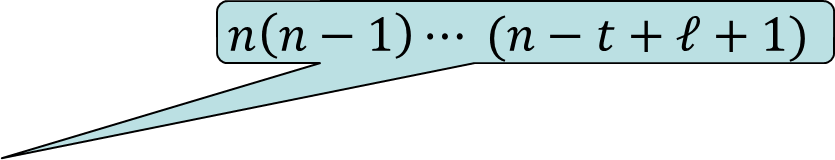 n(n − 1) ⋯ (n − t + ℓ + 1)